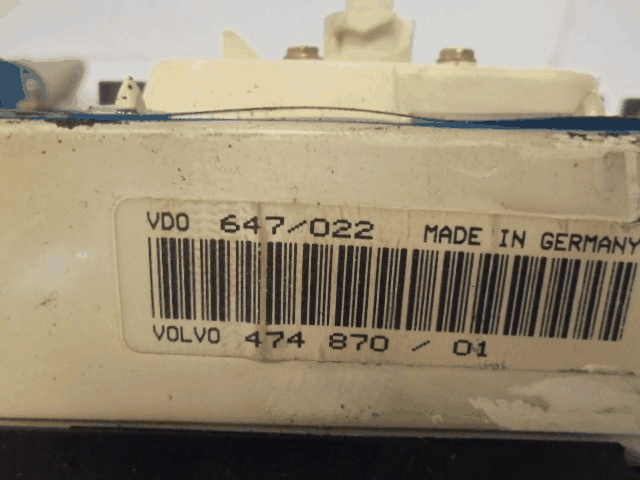 VDO 647/022 MADE IN GERMANY
VOLVO 474 870 / 01